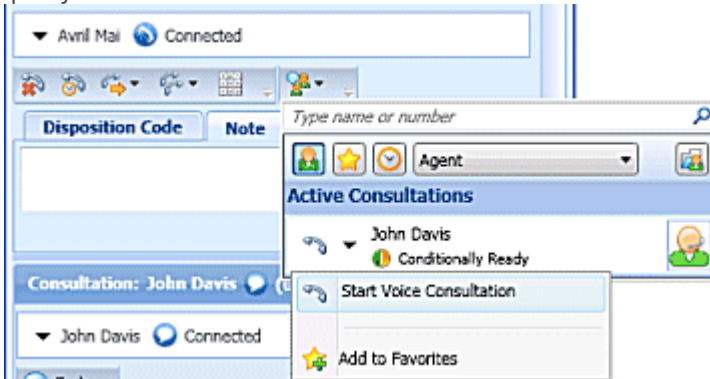 Avril Mai Connected
Type name or number
Disposition Code Note
Agent
Active Consultations
John Davis
Conditionally Ready
Consultation: John Davis
Start Voice Consultation
John Davis Connected
Add to Favorites